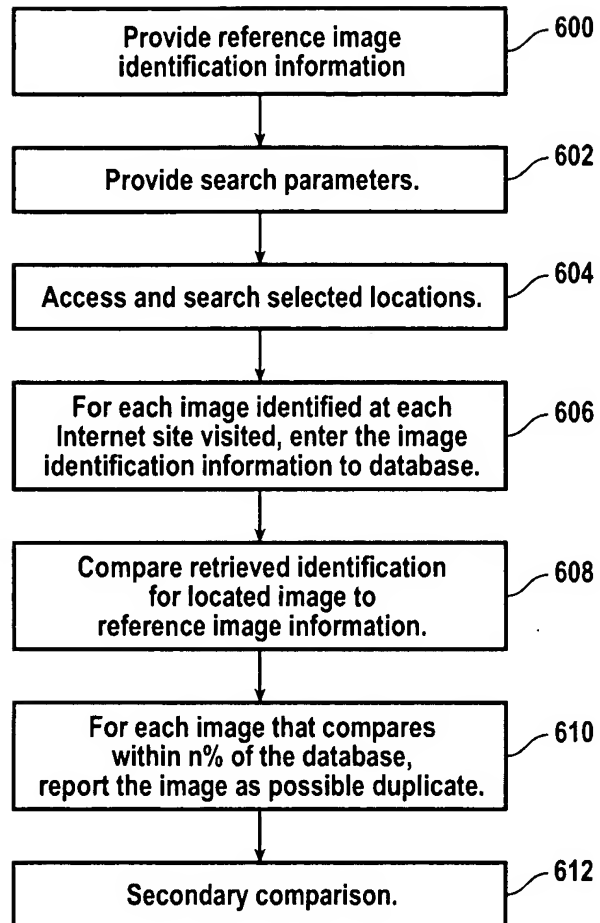 Provide reference image
identification information
600
Provide search parameters.
602
Access and search selected locations.
604
For each image identified at each
Internet site visited, enter the image
identification information to database.
606
Compare retrieved identification
for located image to
reference image information.
608
For each image that compares
within n% of the database,
report the image as possible duplicate.
610
Secondary comparison.
612